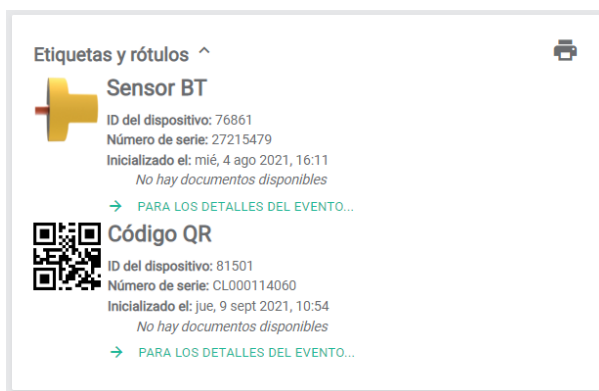 Etiquetas y rótulos ^
Sensor BT
ID del dispositivo: 76861
Número de serie: 27215479
Inicializado el: mié, 4 ago 2021, 16:11
No hay documentos disponibles
→ PARA LOS DETALLES DEL EVENTO...
Código QR
ID del dispositivo: 81501
Número de serie: CL000114060
Inicializado el: jue, 9 sept 2021, 10:54
No hay documentos disponibles
→ PARA LOS DETALLES DEL EVENTO...